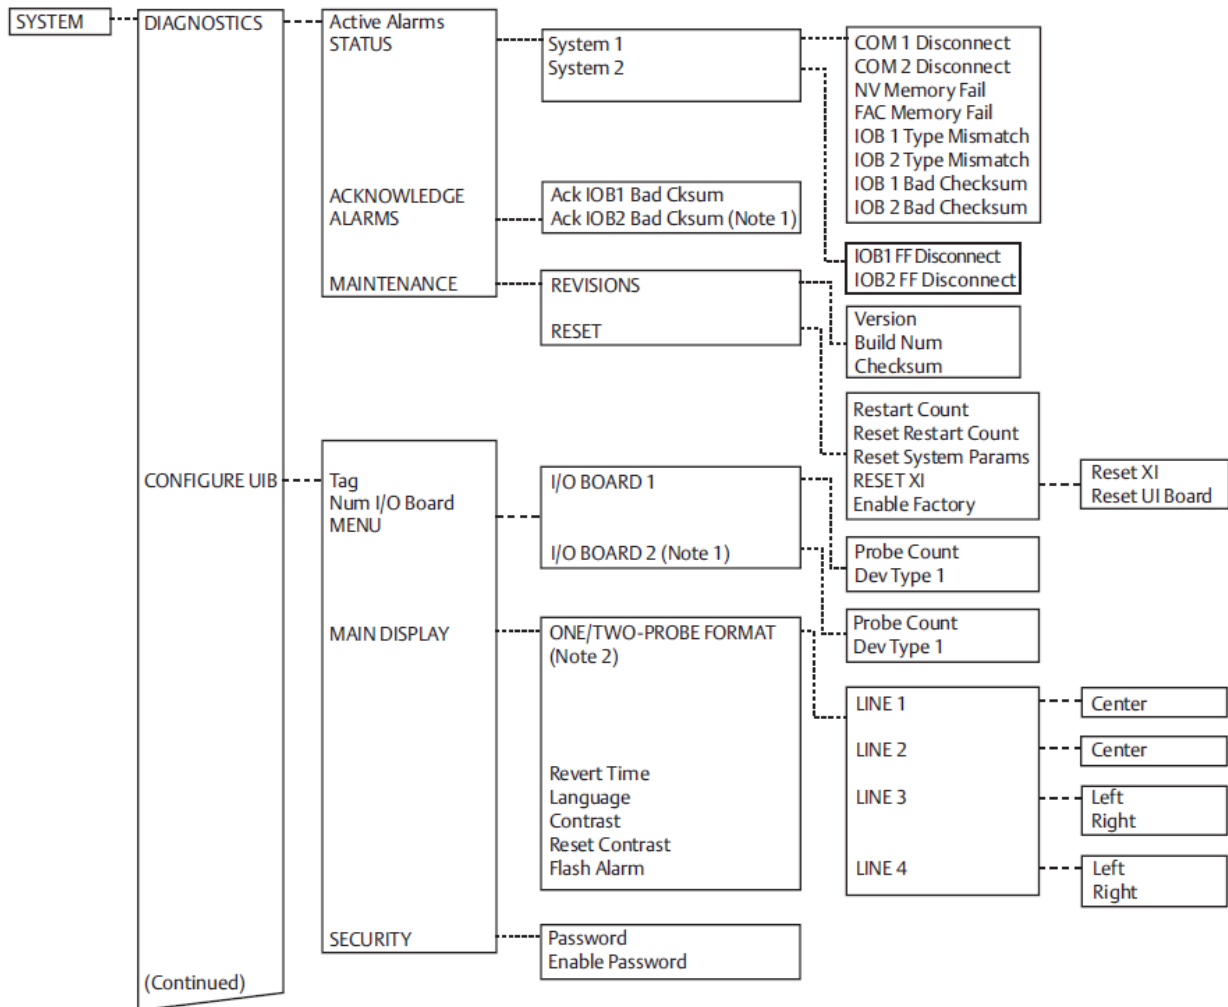 SYSTEM
DIAGNOSTICS
Active Alarms
STATUS
System 1
System 2
COM 1 Disconnect
COM 2 Disconnect
NV Memory Fail
FAC Memory Fail
IOB 1 Type Mismatch
IOB 2 Type Mismatch
IOB 1 Bad Checksum
IOB 2 Bad Checksum
IOB1 FF Disconnect
IOB2 FF Disconnect
ACKNOWLEDGE
ALARMS
Ack IOB1 Bad Cksum
Ack IOB2 Bad Cksum (Note 1)
MAINTENANCE
REVISIONS
RESET
Version
Build Num
Checksum
Restart Count
Reset Restart Count
Reset System Params
RESET XI
Enable Factory
Reset XI
Reset UI Board
CONFIGURE UIB
Tag
Num I/O Board
MENU
I/O BOARD 1
I/O BOARD 2 (Note 1)
Probe Count
Dev Type 1
Probe Count
Dev Type 1
MAIN DISPLAY
ONE/TWO-PROBE FORMAT
(Note 2)
Revert Time
Language
Contrast
Reset Contrast
Flash Alarm
LINE 1
Center
LINE 2
Center
LINE 3
Left
Right
LINE 4
Left
Right
SECURITY
Password
Enable Password
(Continued)